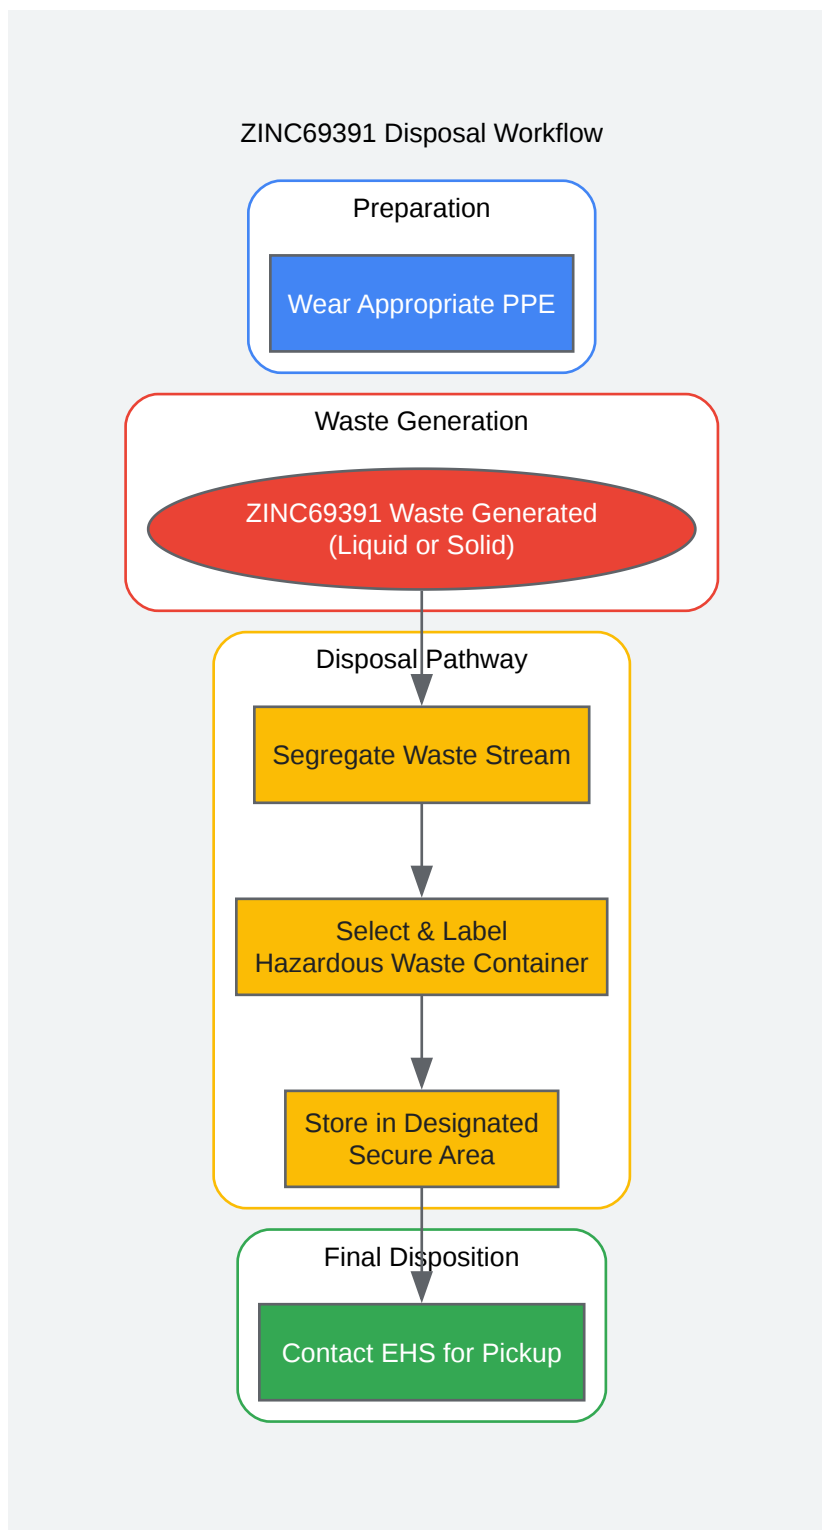 ZINC69391 Disposal Workflow
Preparation
Wear Appropriate PPE
Waste Generation
ZINC69391 Waste Generated
(Liquid or Solid)
Disposal Pathway
Segregate Waste Stream
Select & Label
Hazardous Waste Container
Store in Designated
Secure Area
Final Disposition
Contact EHS for Pickup